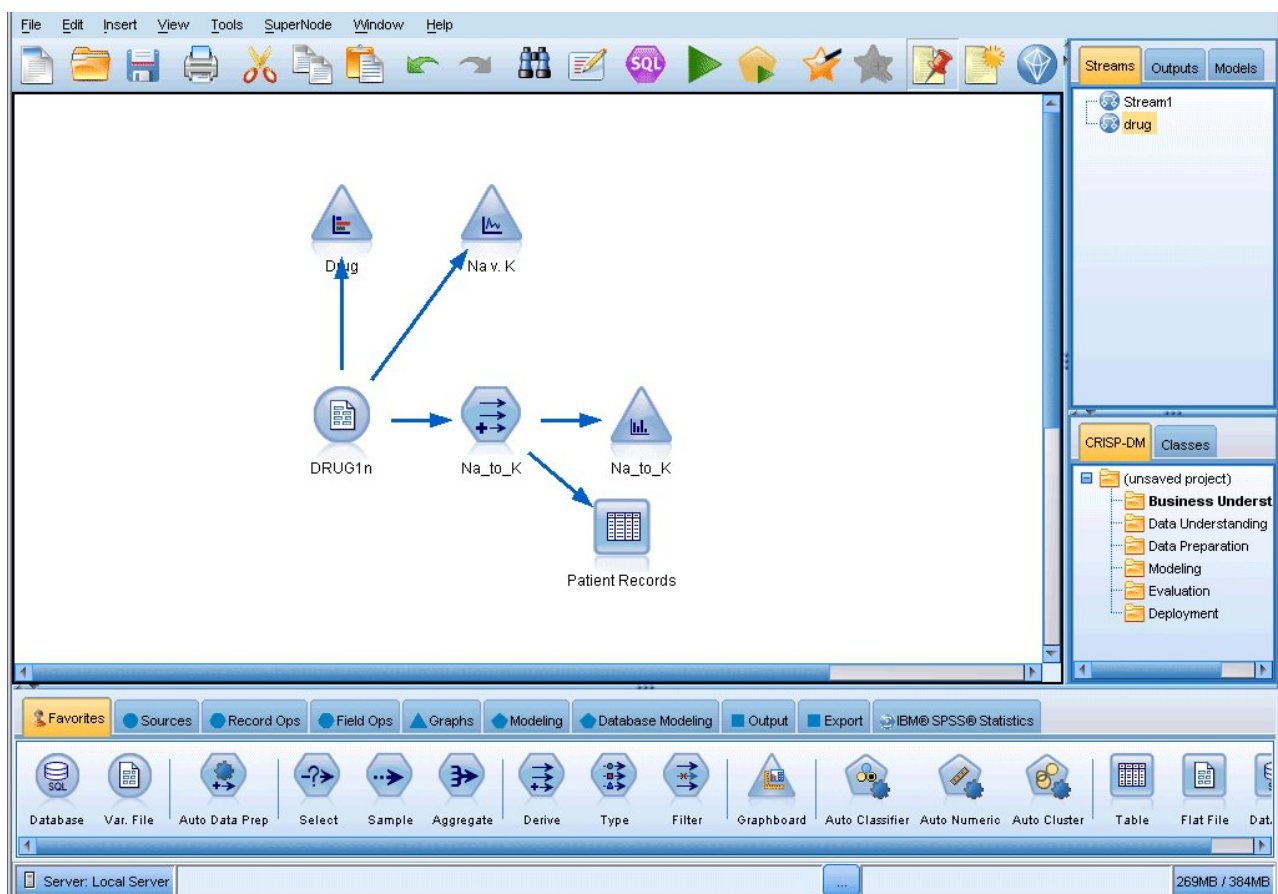 File Edit Insert View Tools SuperNode Window Help
SQL
Streams Outputs Models
Stream1
drug
Drug
Na v. K
DRUG1n
Na_to_K
Na_to_K
Patient Records
CRISP-DM Classes
(unsaved project)
Business Underst
Data Understanding
Data Preparation
Modeling
Evaluation
Deployment
Favorites Sources Record Ops Field Ops Graphs Modeling Database Modeling Output Export IBM® SPSS® Statistics
SQL
Database Var. File Auto Data Prep Select Sample Aggregate Derive Type Filter Graphboard Auto Classifier Auto Numeric Auto Cluster Table Flat File Dat
Server: Local Server ... 269MB / 384MB